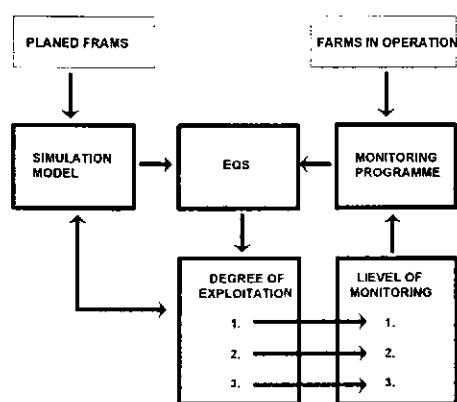 PLANED FRAMS
FARMS IN OPERATION
SIMULATION
MODEL
EQS
MONITORING
PROGRAMME
DEGREE OF
EXPLOITATION
1.
2.
3.
LIEVEL OF
MONITORING
1.
2.
3.